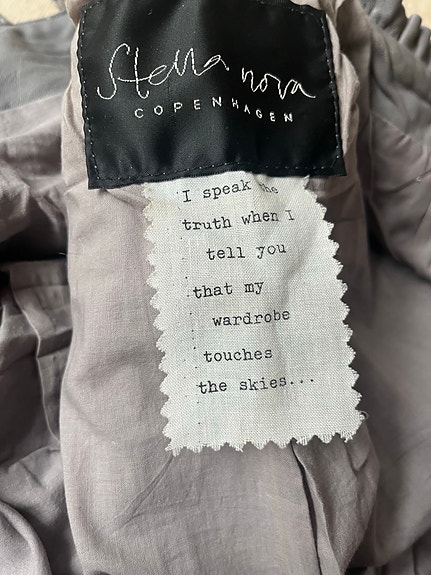 Stella nova
COPENHAGEN
I speak the
truth when I
tell you
that my
wardrobe
touches
the skies...